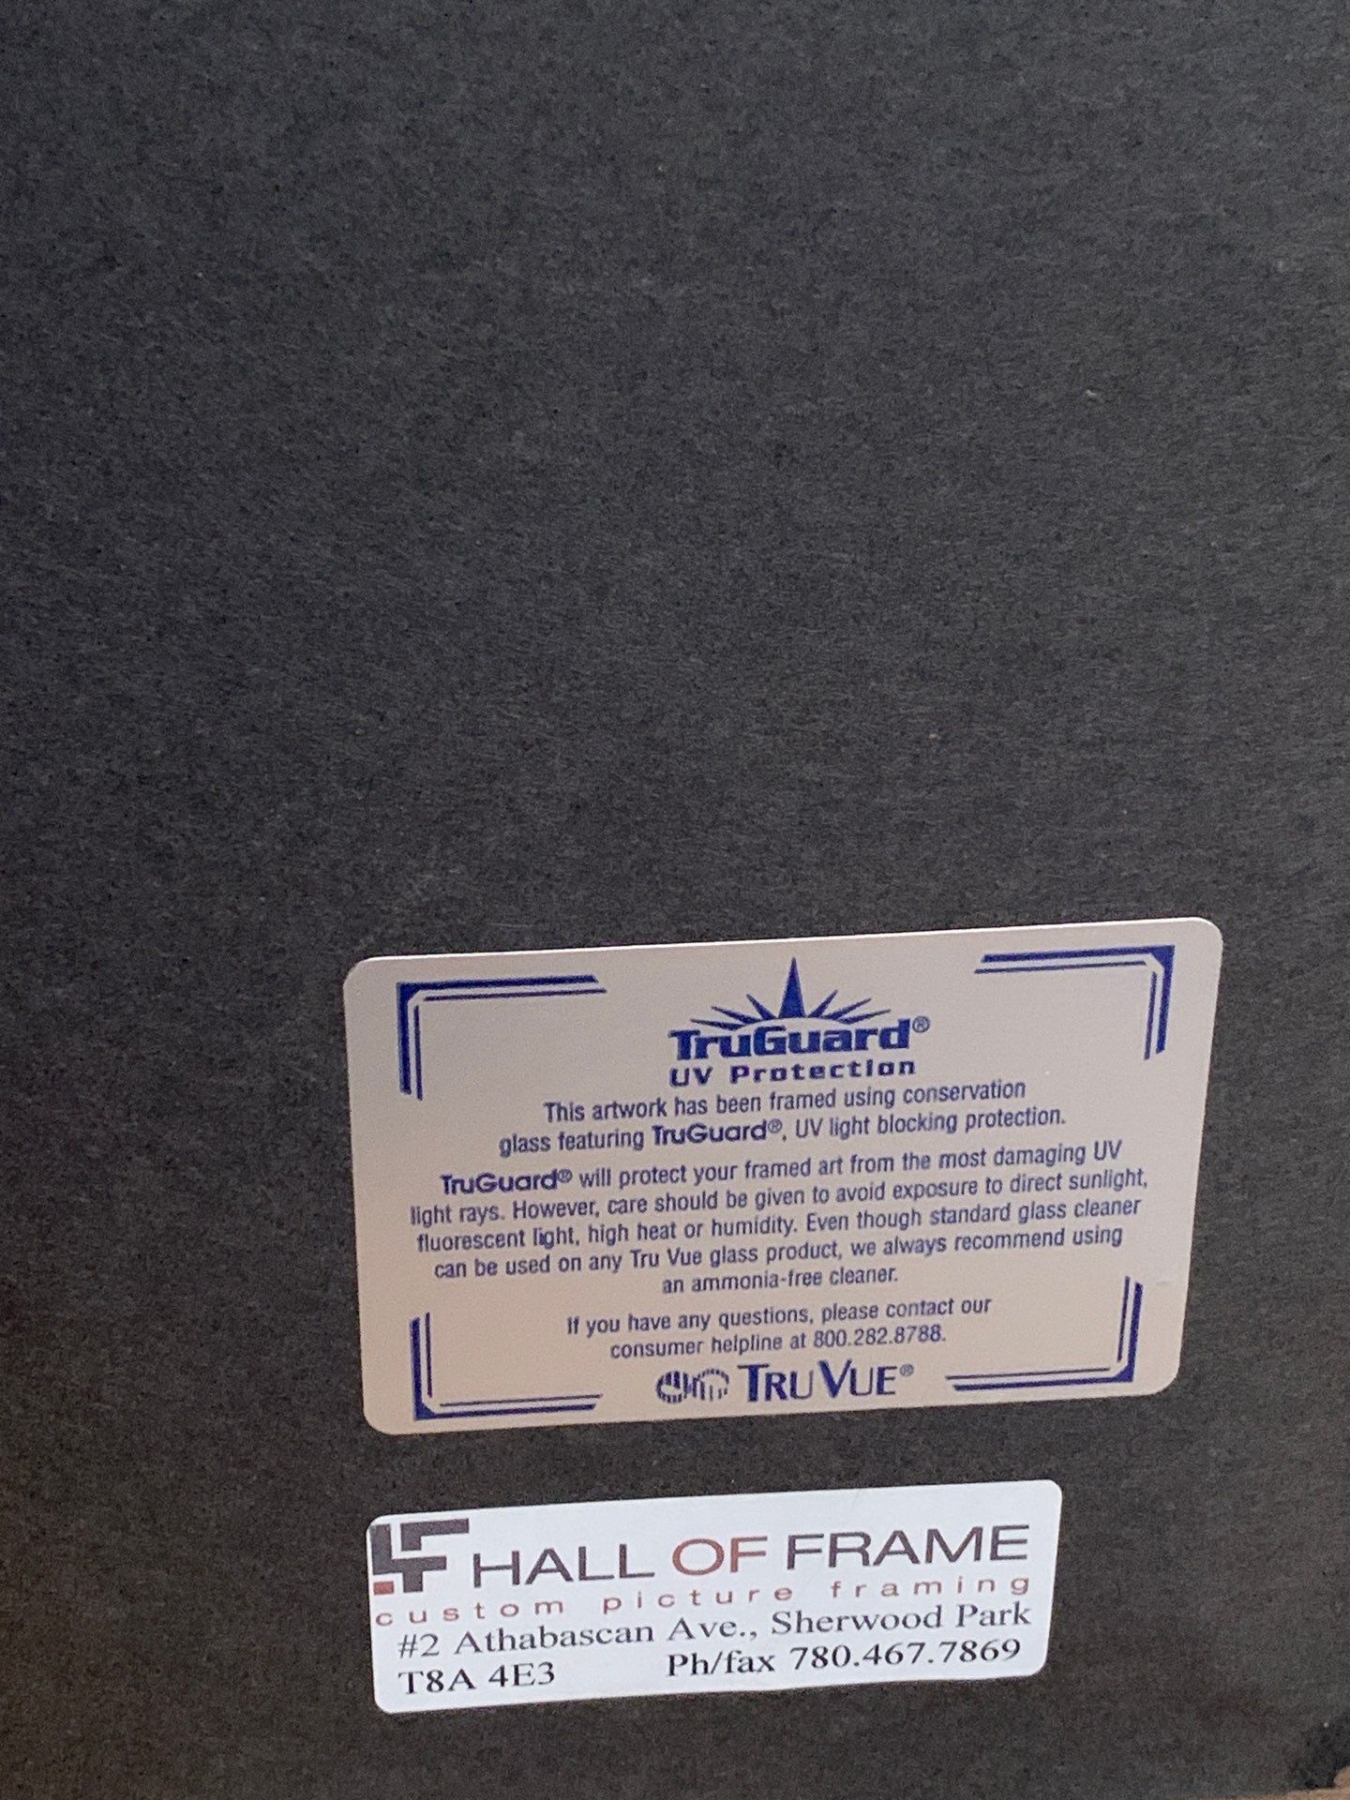 TruGuard®
UV Protection
This artwork has been framed using conservation
glass featuring TruGuard®, UV light blocking protection.
TruGuard® will protect your framed art from the most damaging UV
light rays. However, care should be given to avoid exposure to direct sunlight,
fluorescent light, high heat or humidity. Even though standard glass cleaner
can be used on any Tru Vue glass product, we always recommend using
an ammonia-free cleaner.
If you have any questions, please contact our
consumer helpline at 800.282.8788.
TRU VUE®
HALL OF FRAME
custom picture framing
#2 Athabascan Ave., Sherwood Park
T8A 4E3 Ph/fax 780.467.7869